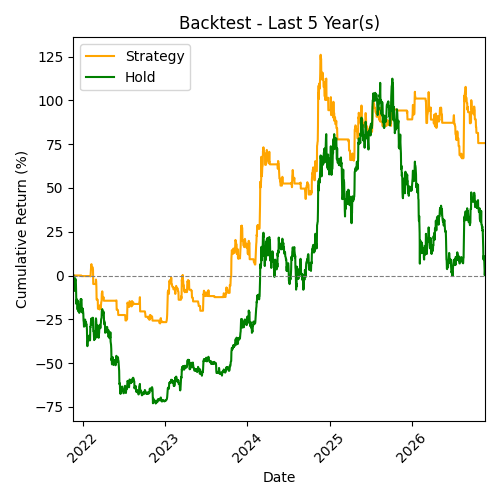 Backtest - Last 5 Year(s)
Strategy
Hold
Cumulative Return (%)
125
100
75
50
25
0
−25
−50
−75
2022
2023
2024
2025
2026
Date